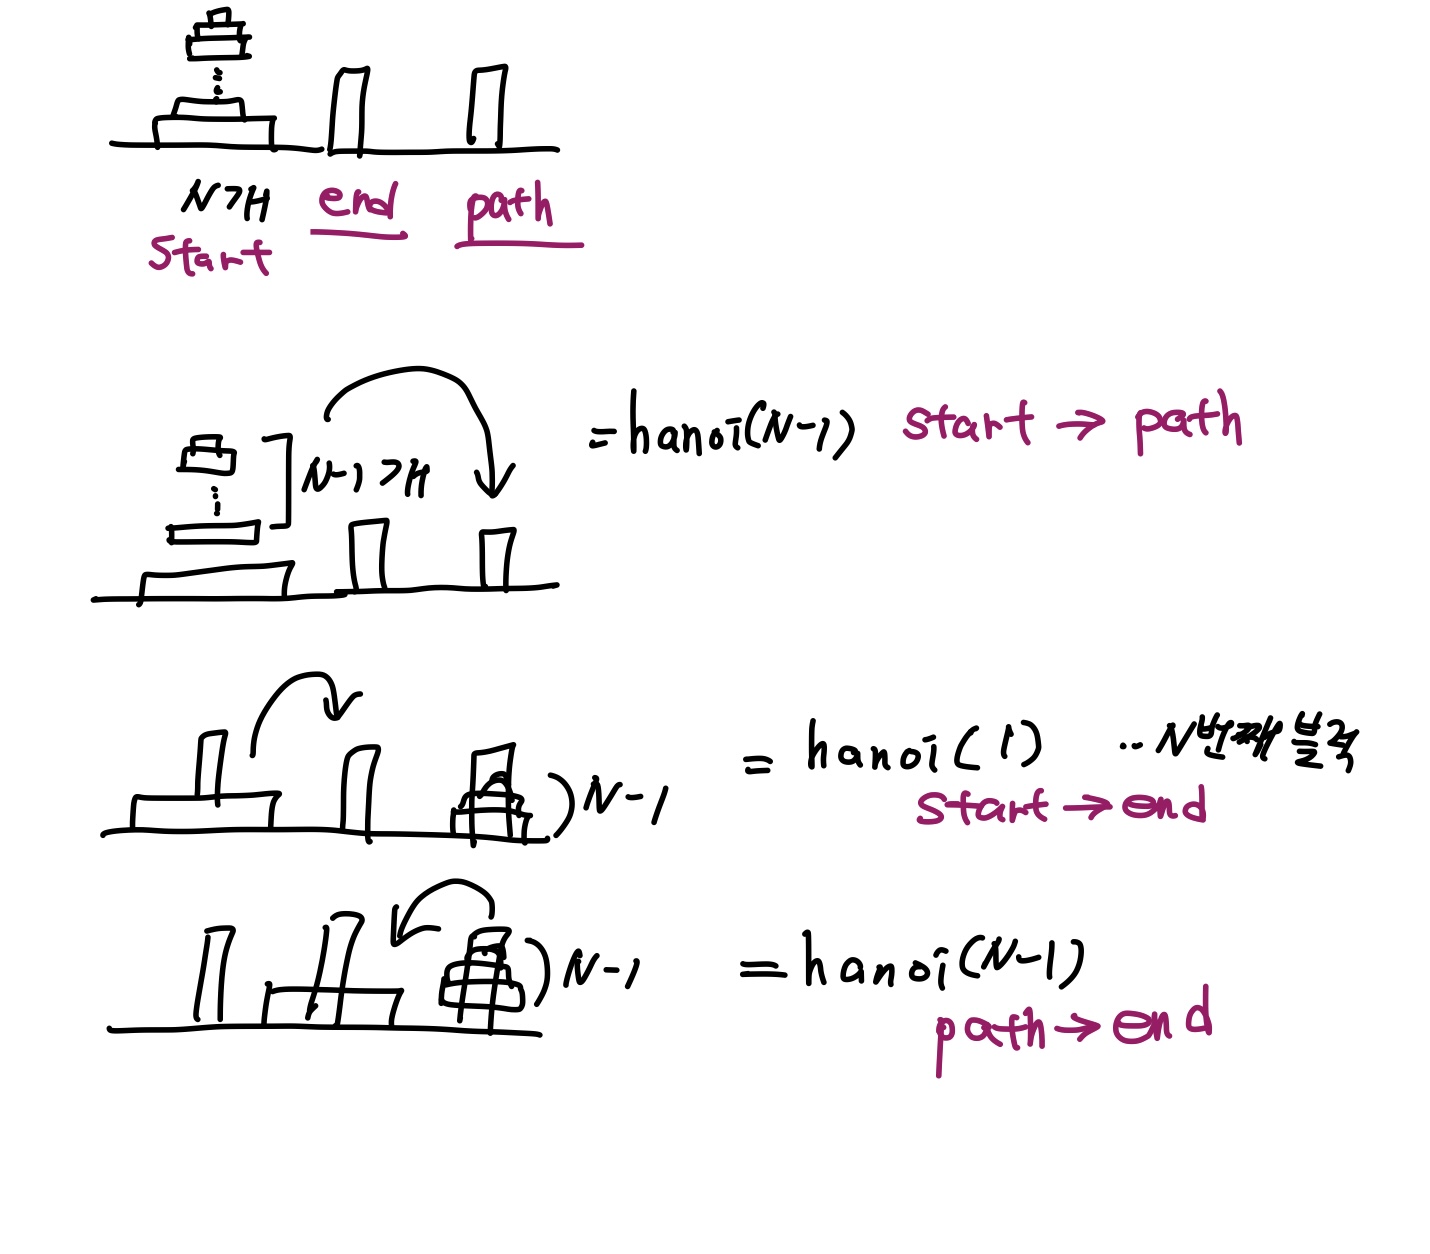 N개
start
end
path
N-1개
= hanoi(N-1) start → path
N-1
= hanoi(1) .. N번째 블럭
start → end
N-1
= hanoi(N-1)
path → end